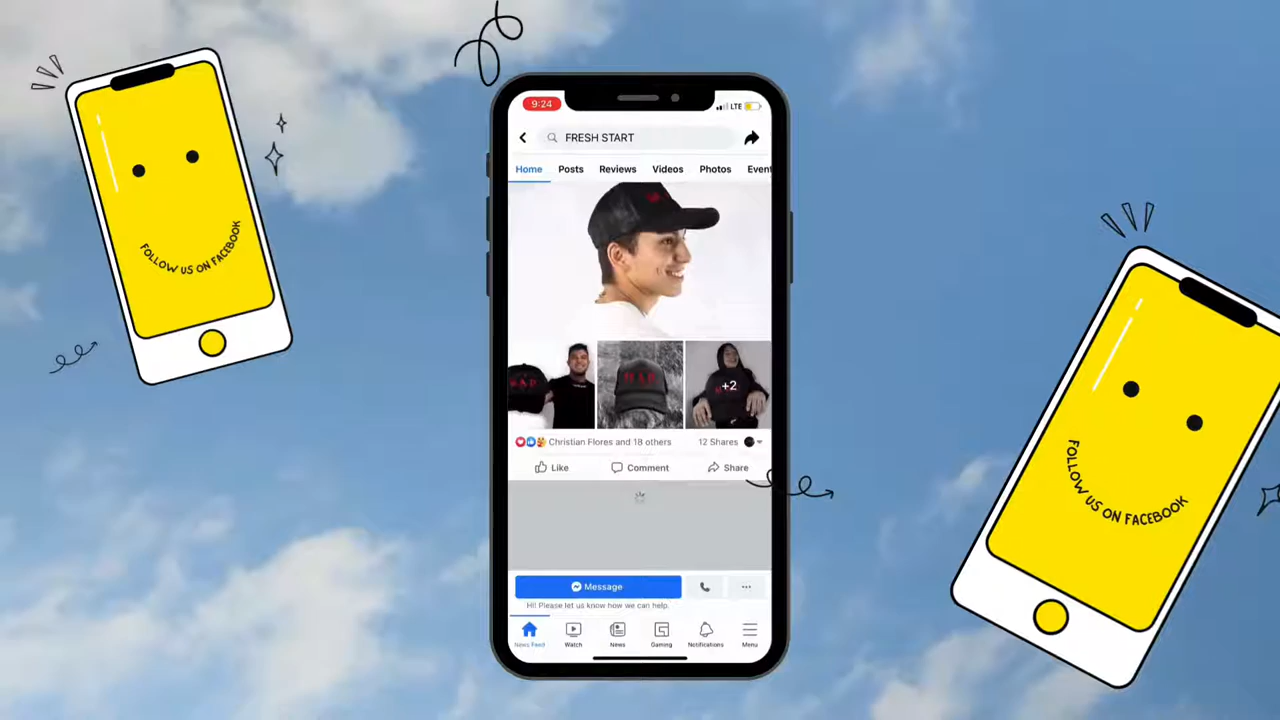 9:24
LTE
FRESH START
Home Posts Reviews Videos Photos Event
+2
Christian Flores and 18 others 12 Shares
Like Comment Share
Message
Hi! Please let us know how we can help.
News Feed Watch News Gaming Notifications Menu
FOLLOW US ON FACEBOOK
FOLLOW US ON FACEBOOK